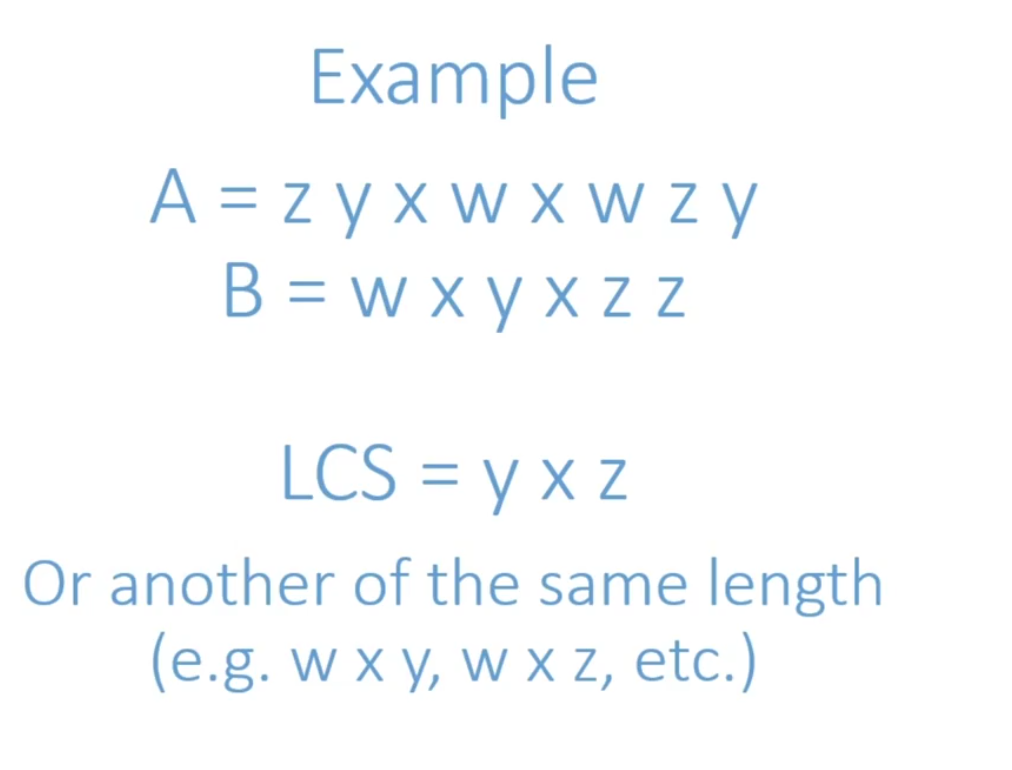 Example
A = z y x w x w z y
B = w x y x z z
LCS = y x z
Or another of the same length
(e.g. w x y, w x z, etc.)